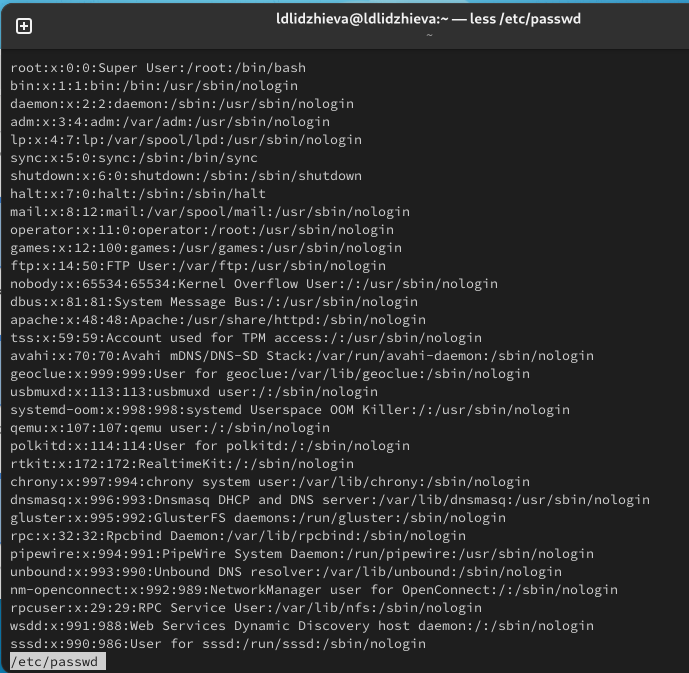 ldlidzhieva@ldlidzhieva:~ — less /etc/passwd
~
root:x:0:0:Super User:/root:/bin/bash
bin:x:1:1:bin:/bin:/usr/sbin/nologin
daemon:x:2:2:daemon:/sbin:/usr/sbin/nologin
adm:x:3:4:adm:/var/adm:/usr/sbin/nologin
lp:x:4:7:lp:/var/spool/lpd:/usr/sbin/nologin
sync:x:5:0:sync:/sbin:/bin/sync
shutdown:x:6:0:shutdown:/sbin:/sbin/shutdown
halt:x:7:0:halt:/sbin:/sbin/halt
mail:x:8:12:mail:/var/spool/mail:/usr/sbin/nologin
operator:x:11:0:operator:/root:/usr/sbin/nologin
games:x:12:100:games:/usr/games:/usr/sbin/nologin
ftp:x:14:50:FTP User:/var/ftp:/usr/sbin/nologin
nobody:x:65534:65534:Kernel Overflow User:/:/usr/sbin/nologin
dbus:x:81:81:System Message Bus:/:/usr/sbin/nologin
apache:x:48:48:Apache:/usr/share/httpd:/sbin/nologin
tss:x:59:59:Account used for TPM access:/:/usr/sbin/nologin
avahi:x:70:70:Avahi mDNS/DNS-SD Stack:/var/run/avahi-daemon:/sbin/nologin
geoclue:x:999:999:User for geoclue:/var/lib/geoclue:/sbin/nologin
usbmuxd:x:113:113:usbmuxd user:/:/sbin/nologin
systemd-oom:x:998:998:systemd Userspace OOM Killer:/:/usr/sbin/nologin
qemu:x:107:107:qemu user:/:/sbin/nologin
polkitd:x:114:114:User for polkitd:/:/sbin/nologin
rtkit:x:172:172:RealtimeKit:/:/sbin/nologin
chrony:x:997:994:chrony system user:/var/lib/chrony:/sbin/nologin
dnsmasq:x:996:993:Dnsmasq DHCP and DNS server:/var/lib/dnsmasq:/usr/sbin/nologin
gluster:x:995:992:GlusterFS daemons:/run/gluster:/sbin/nologin
rpc:x:32:32:Rpcbind Daemon:/var/lib/rpcbind:/sbin/nologin
pipewire:x:994:991:PipeWire System Daemon:/run/pipewire:/usr/sbin/nologin
unbound:x:993:990:Unbound DNS resolver:/var/lib/unbound:/sbin/nologin
nm-openconnect:x:992:989:NetworkManager user for OpenConnect:/:/sbin/nologin
rpcuser:x:29:29:RPC Service User:/var/lib/nfs:/sbin/nologin
wsdd:x:991:988:Web Services Dynamic Discovery host daemon:/:/sbin/nologin
sssd:x:990:986:User for sssd:/run/sssd:/sbin/nologin
/etc/passwd